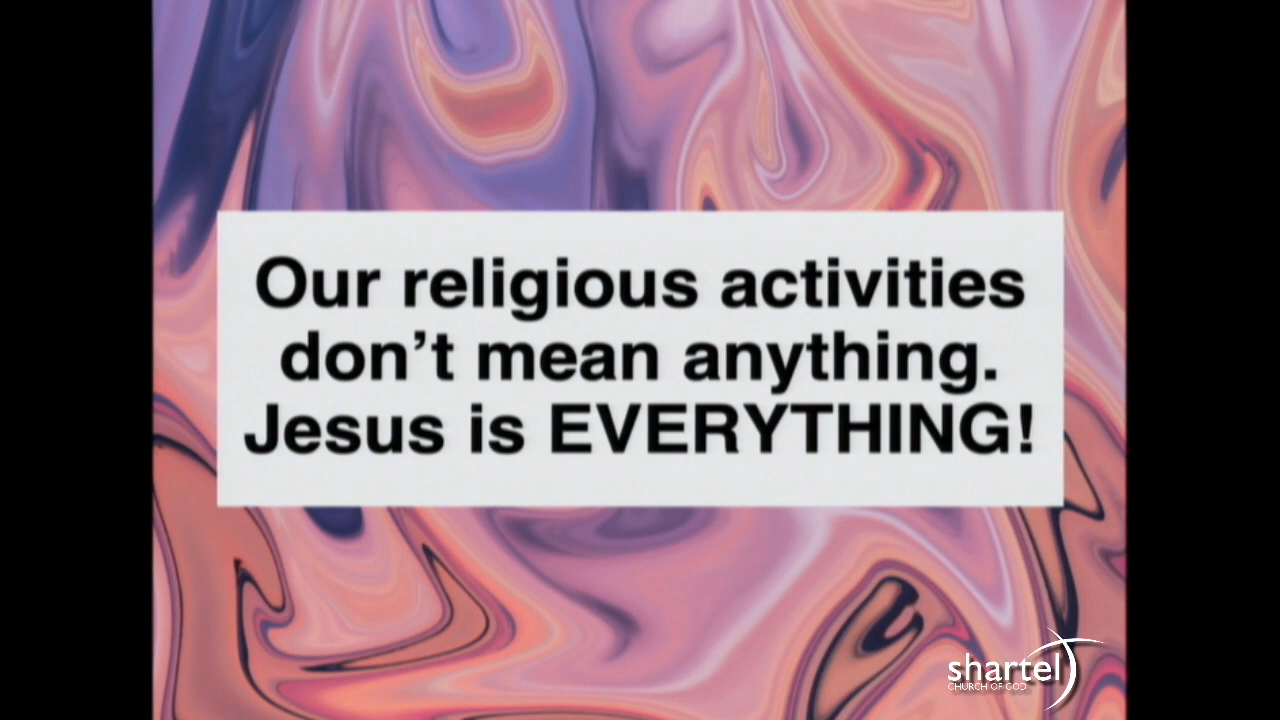 Our religious activities
don’t mean anything.
Jesus is EVERYTHING!
shartel
CHURCH OF GOD